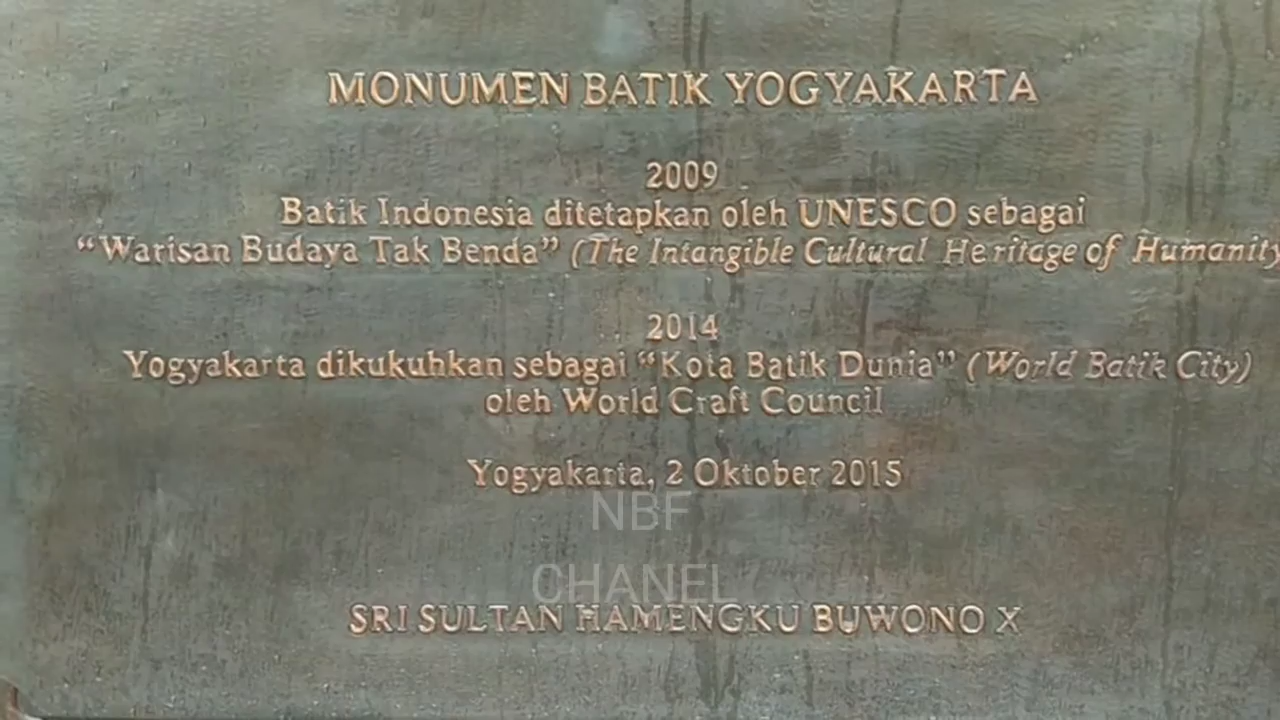 MONUMEN BATIK YOGYAKARTA
2009
Batik Indonesia ditetapkan oleh UNESCO sebagai
“Warisan Budaya Tak Benda” (The Intangible Cultural Heritage of Humanity
2014
Yogyakarta dikukuhkan sebagai “Kota Batik Dunia” (World Batik City)
oleh World Craft Council
Yogyakarta, 2 Oktober 2015
NBF
CHANEL
SRI SULTAN HAMENGKU BUWONO X